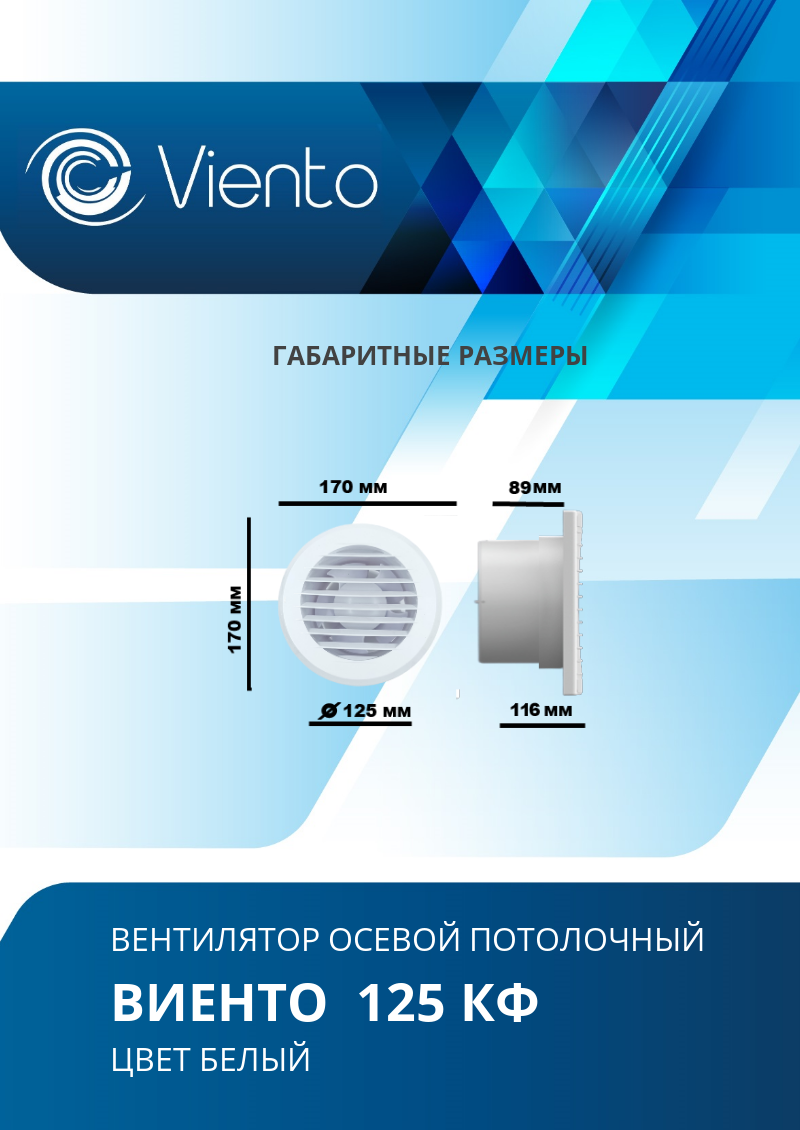 Viento
ГАБАРИТНЫЕ РАЗМЕРЫ
170 мм
89мм
170 мм
Ø 125 мм
116 мм
ВЕНТИЛЯТОР ОСЕВОЙ ПОТОЛОЧНЫЙ
ВИЕНТО 125 КФ
ЦВЕТ БЕЛЫЙ